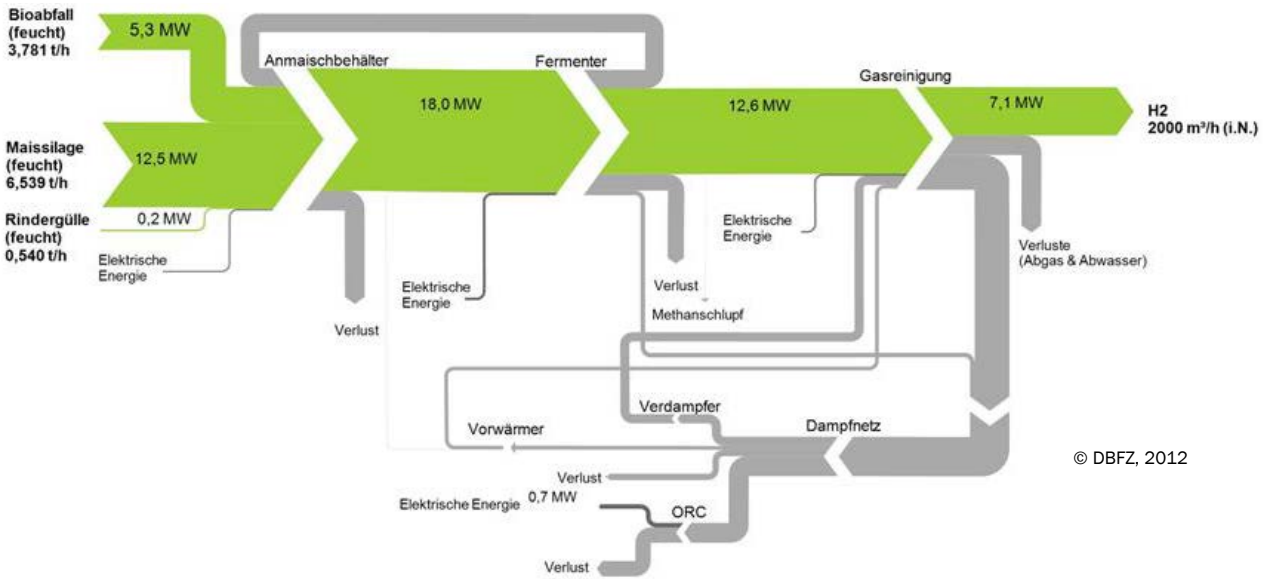 Bioabfall
(feucht)
3,781 t/h
5,3 MW
Anmaischbehälter
Fermenter
Gasreinigung
18,0 MW
12,6 MW
7,1 MW
H2
2000 m³/h (i.N.)
Maissilage
(feucht)
6,539 t/h
12,5 MW
Rindergülle
(feucht)
0,540 t/h
0,2 MW
Elektrische
Energie
Elektrische
Energie
Elektrische
Energie
Verlust
Verlust
Methanschlupf
Verluste
(Abgas & Abwasser)
Verdampfer
Vorwärmer
Dampfnetz
© DBFZ, 2012
Verlust
Elektrische Energie 0,7 MW
ORC
Verlust